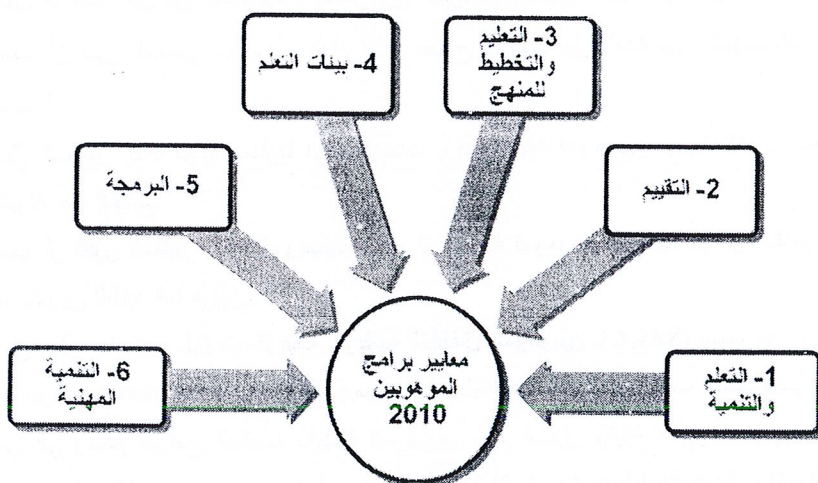 1- التعلم
والتنمية
2- التقييم
3- التعليم
والتخطيط
للمنهج
4- بيئات التعلم
5- البرمجة
6- التنمية
المهنية
معايير برامج
الموهوبين
2010